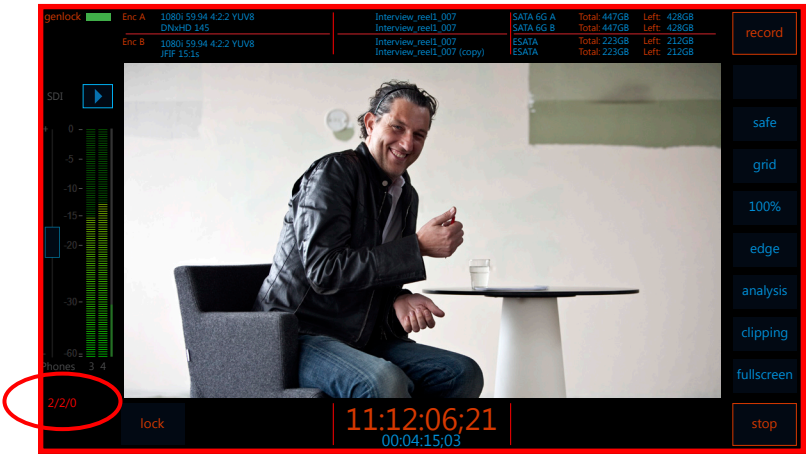 genlock
Enc A 1080i 59.94 4:2:2 YUV8 Interview_reel1_007 SATA 6G A Total: 447GB Left: 428GB
DNxHD 145 Interview_reel1_007 SATA 6G B Total: 447GB Left: 428GB
Enc B 1080i 59.94 4:2:2 YUV8 Interview_reel1_007 ESATA Total: 223GB Left: 212GB
JFIF 15:1s Interview_reel1_007 (copy) ESATA Total: 223GB Left: 212GB
record
SDI
safe
grid
100%
edge
analysis
clipping
fullscreen
+ 0 -
-5 -
-10 -
-15 -
-20 -
-30 -
-60 -
Phones 3 4
2/2/0
lock
11:12:06;21
00:04:15;03
stop